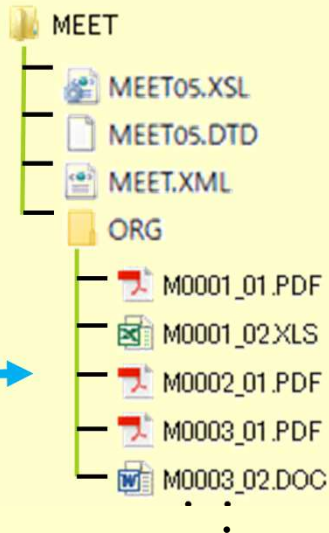 MEET
MEET05.XSL
MEET05.DTD
MEET.XML
ORG
M0001_01.PDF
M0001_02.XLS
M0002_01.PDF
M0003_01.PDF
M0003_02.DOC